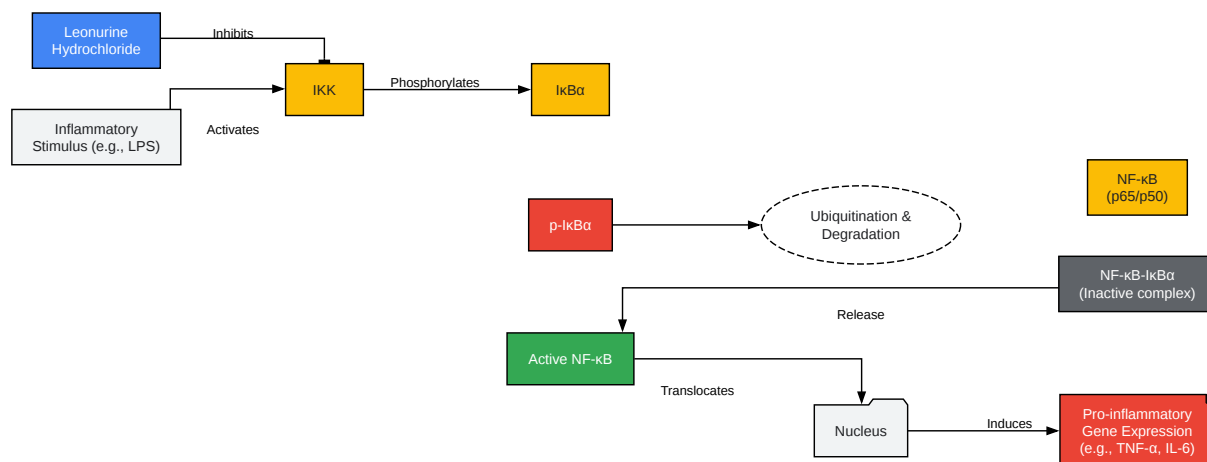 Leonurine
Hydrochloride
Inhibits
IKK
Phosphorylates
IκBα
Inflammatory
Stimulus (e.g., LPS)
Activates
NF-κB
(p65/p50)
p-IκBα
Ubiquitination &
Degradation
NF-κB-IκBα
(Inactive complex)
Release
Active NF-κB
Translocates
Nucleus
Induces
Pro-inflammatory
Gene Expression
(e.g., TNF-α, IL-6)